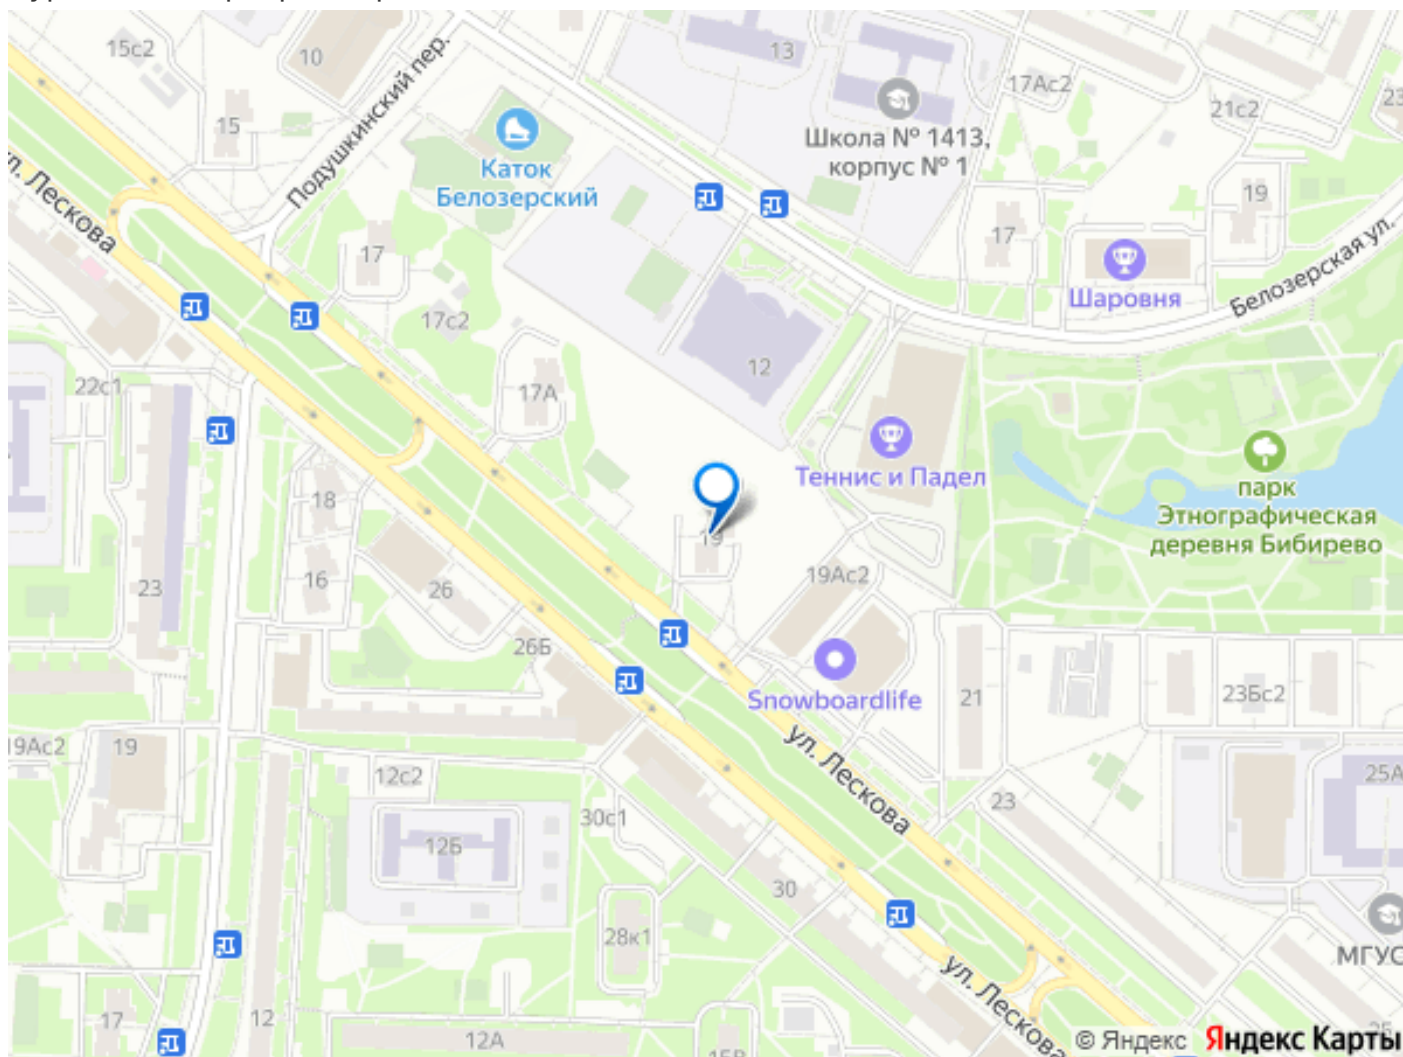 15с2
10
13
17Ас2
21с2
23
15
Подушкинский пер.
Школа № 1413,
корпус № 1
Каток
Белозерский
ул. Лескова
17
17
19
Шаровня
Белозерская ул.
17с2
12
22с1
17А
Теннис и Падел
парк
Этнографическая
деревня Бибирево
18
19
16
26
23
19Ас2
26Б
Snowboardlife
21
23Бс2
19Ас2
19
12с2
ул. Лескова
25А
30с1
23
12Б
30
28к1
МГУС
ул. Лескова
17
12
12А
15В
25
© Яндекс Яндекс Карты